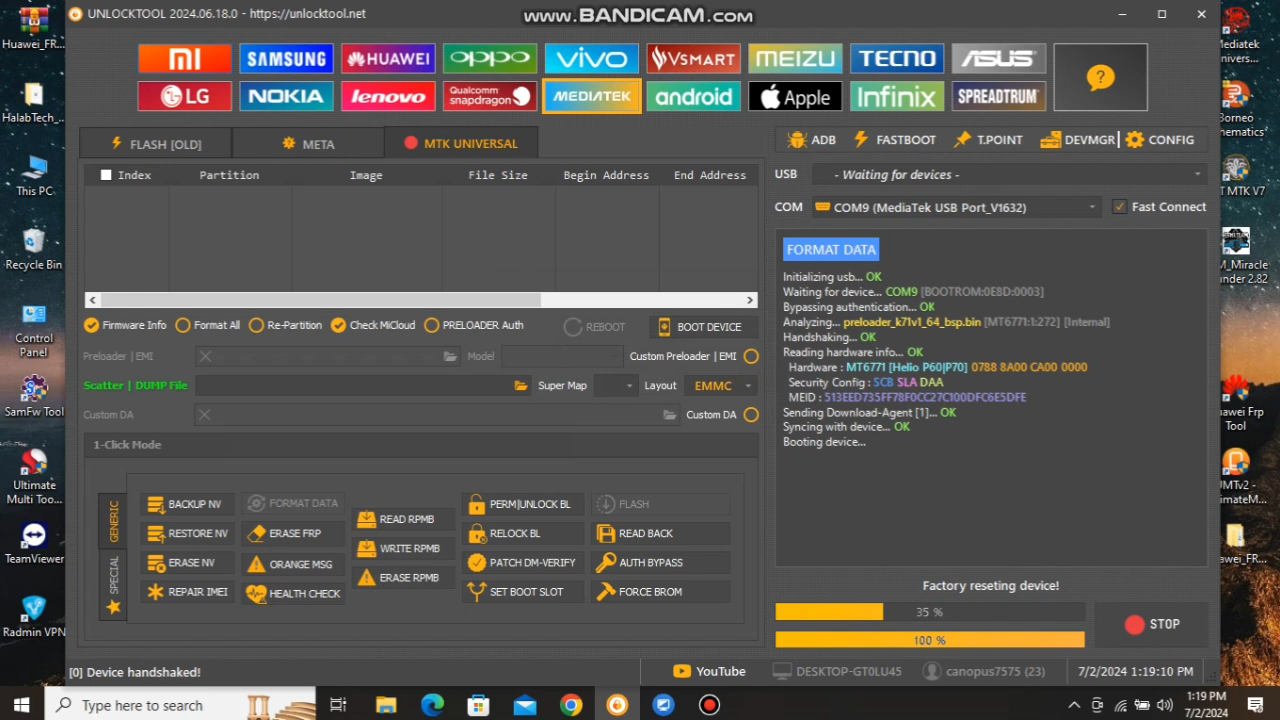 UNLOCKTOOL 2024.06.18.0 - https://unlocktool.net
www.BANDICAM.com
Huawei_FR...
HalabTech_...
This PC
Recycle Bin
Control
Panel
SamFw Tool
Ultimate
Multi Too...
TeamViewer
Radmin VPN
mi SAMSUNG HUAWEI oppo vivo VSMART MEIZU TECNO ASUS ?
LG NOKIA lenovo Qualcomm
snapdragon MEDIATEK android Apple Infinix SPREADTRUM
FLASH [OLD] META MTK UNIVERSAL
Index Partition Image File Size Begin Address End Address
Firmware Info Format All Re-Partition Check MiCloud PRELOADER Auth REBOOT BOOT DEVICE
Preloader | EMI Model Custom Preloader | EMI
Scatter | DUMP File Super Map Layout EMMC
Custom DA Custom DA
1-Click Mode
GENERIC
SPECIAL
BACKUP NV FORMAT DATA READ RPMB PERM|UNLOCK BL FLASH
RESTORE NV ERASE FRP WRITE RPMB RELOCK BL READ BACK
ERASE NV ORANGE MSG ERASE RPMB PATCH DM-VERIFY AUTH BYPASS
REPAIR IMEI HEALTH CHECK SET BOOT SLOT FORCE BROM
ADB FASTBOOT T.POINT DEVMGR CONFIG
USB - Waiting for devices -
COM COM9 (MediaTek USB Port_V1632) Fast Connect
FORMAT DATA
Initializing usb... OK
Waiting for device... COM9 [BOOTROM:0E8D:0003]
Bypassing authentication... OK
Analyzing... preloader_k71v1_64_bsp.bin [MT6771:1:272] [Internal]
Handshaking... OK
Reading hardware info... OK
Hardware : MT6771 [Helio P60|P70] 0788 8A00 CA00 0000
Security Config : SCB SLA DAA
MEID : 513EED735FF78F0CC27C100DFC6E5DFE
Sending Download-Agent [1]... OK
Syncing with device... OK
Booting device...
Factory resetting device!
35 %
100 %
STOP
[0] Device handshaked! YouTube DESKTOP-GT0LU45 canopus7575 (23) 7/2/2024 1:19:10 PM
Mediatek
Univers...
Borneo
MTK V7
under 2.82
Tool
UMTv2 -
Type here to search
1:19 PM
7/2/2024